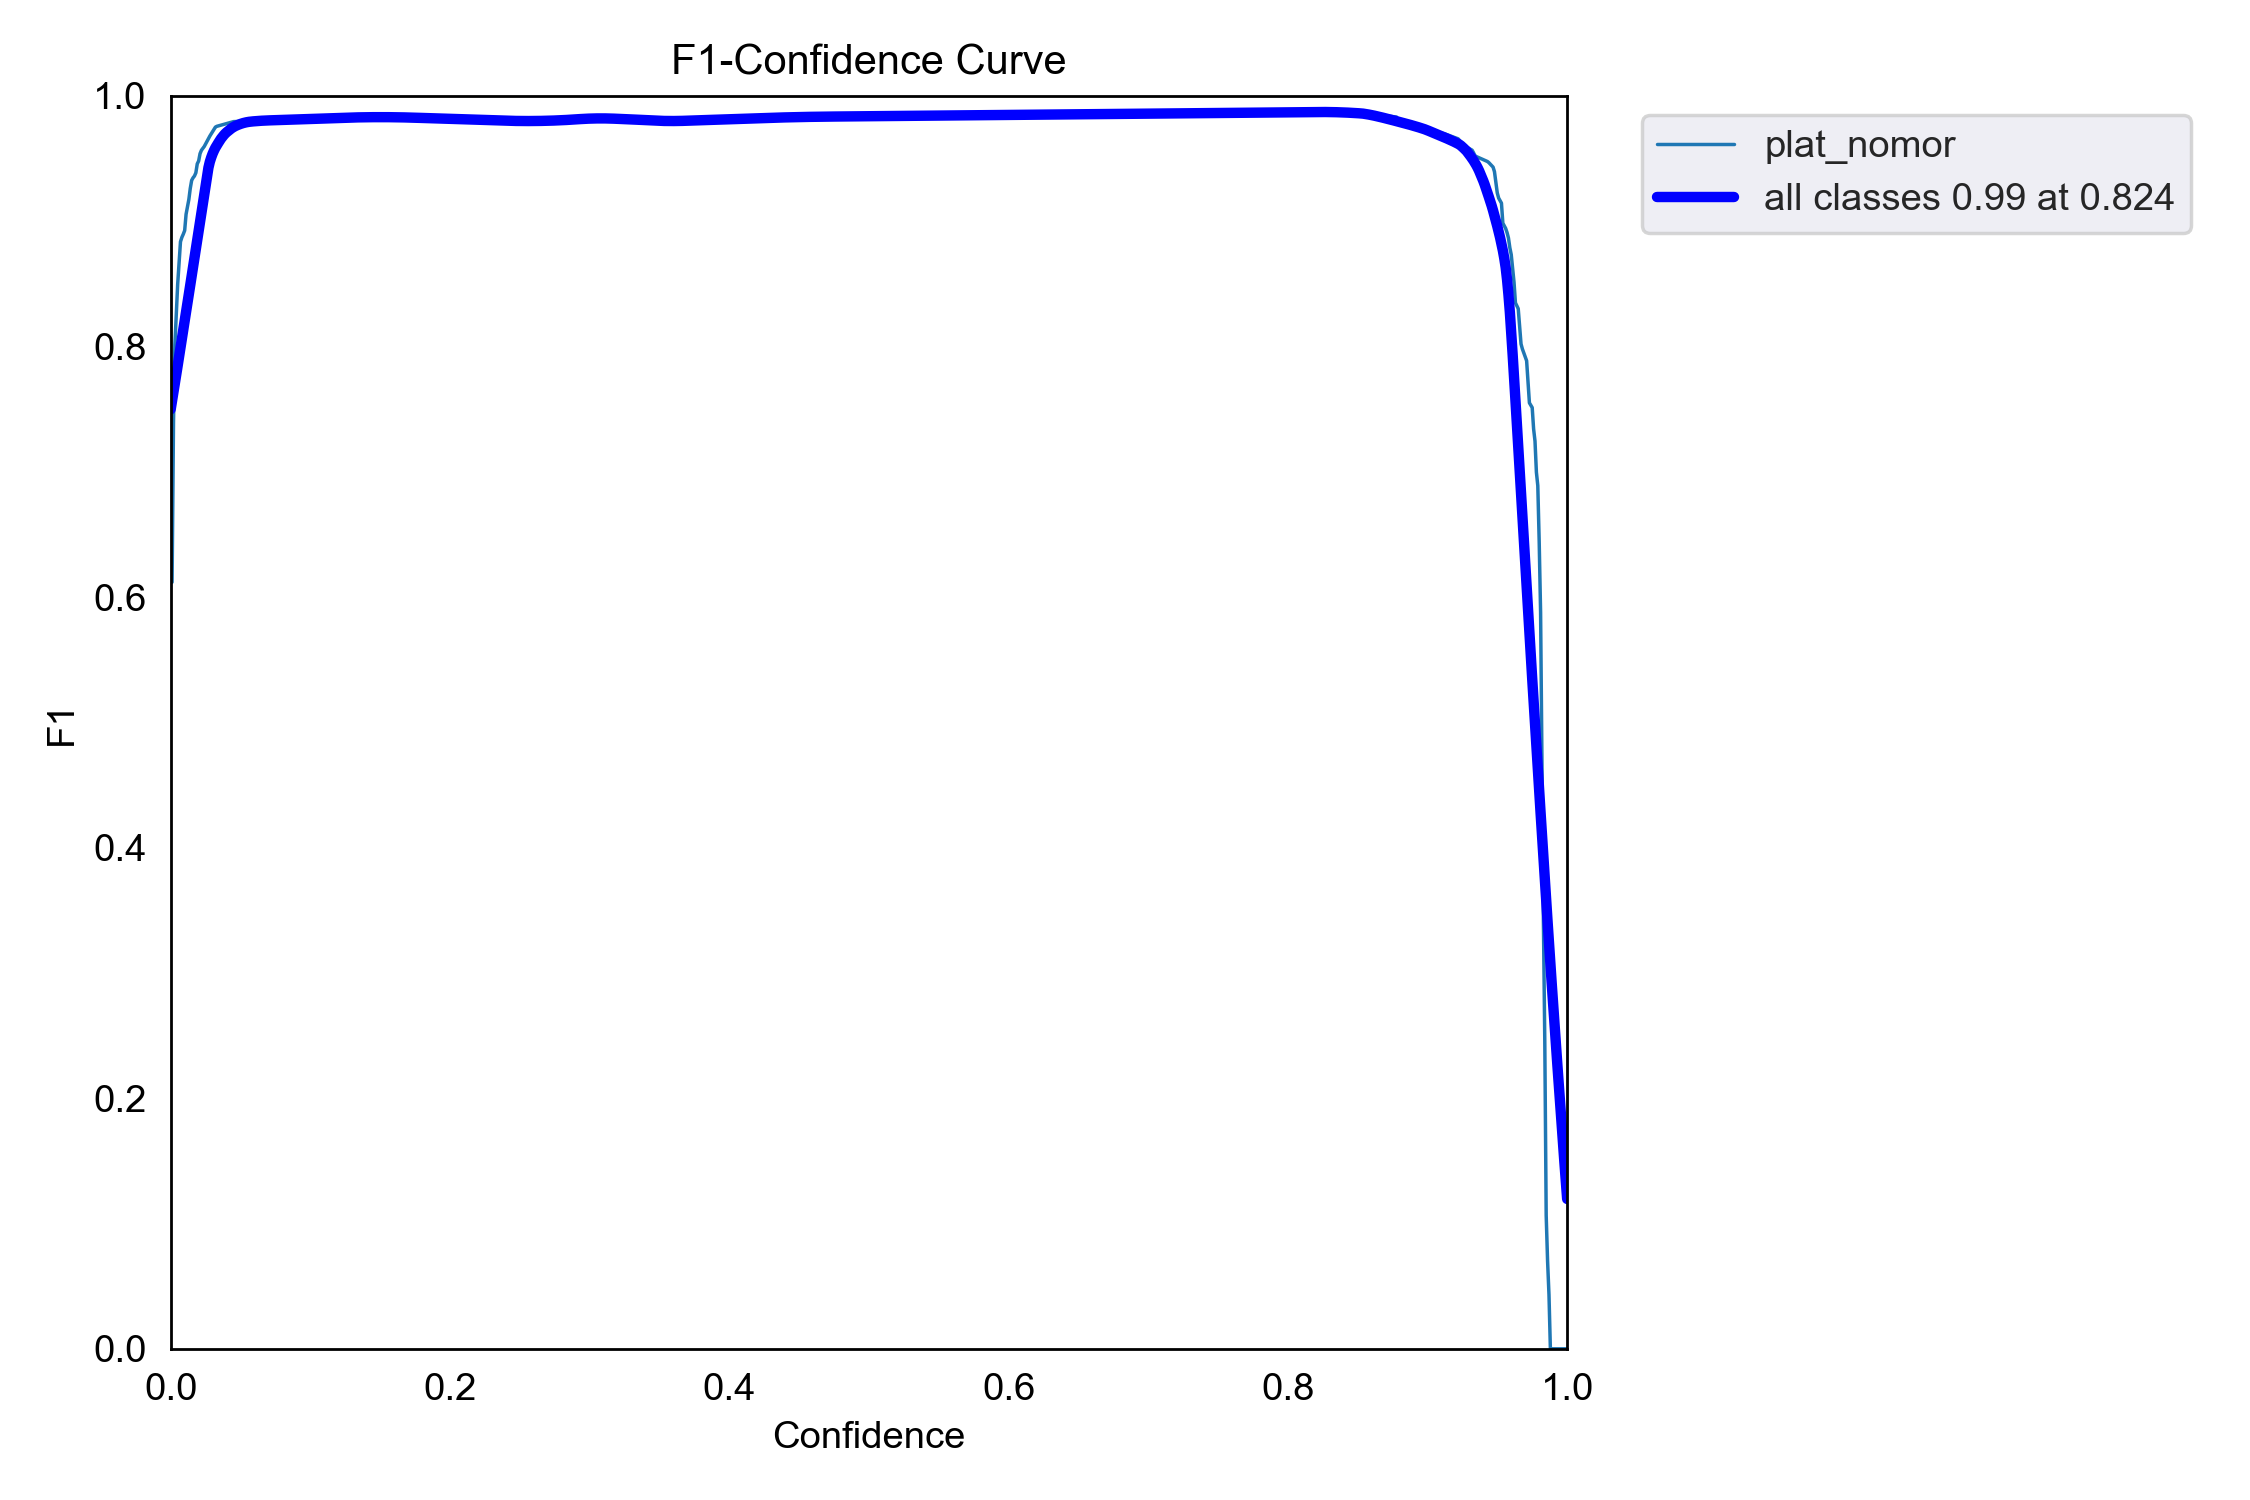 F1-Confidence Curve
1.0
0.8
0.6
0.4
0.2
0.0
F1
0.0 0.2 0.4 0.6 0.8 1.0
Confidence
plat_nomor
all classes 0.99 at 0.824